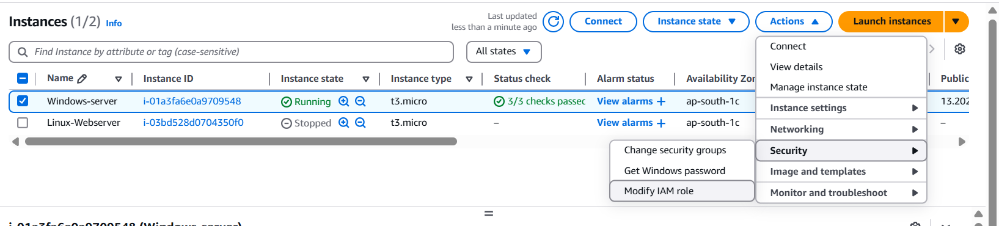 Instances (1/2) Info
Last updated
less than a minute ago
Connect
Instance state
Actions
Launch instances
Find Instance by attribute or tag (case-sensitive)
All states
Name Instance ID Instance state Instance type Status check Alarm status Availability Zon Public
Windows-server i-01a3fa6e0a9709548 Running t3.micro 3/3 checks passec View alarms + ap-south-1c 13.202
Linux-Webserver i-03bd528d0704350f0 Stopped t3.micro – View alarms + ap-south-1c –
Connect
View details
Manage instance state
Instance settings
Networking
Security
Image and templates
Monitor and troubleshoot
Change security groups
Get Windows password
Modify IAM role
i-01a3fa6e0a9709548 (Windows-server)